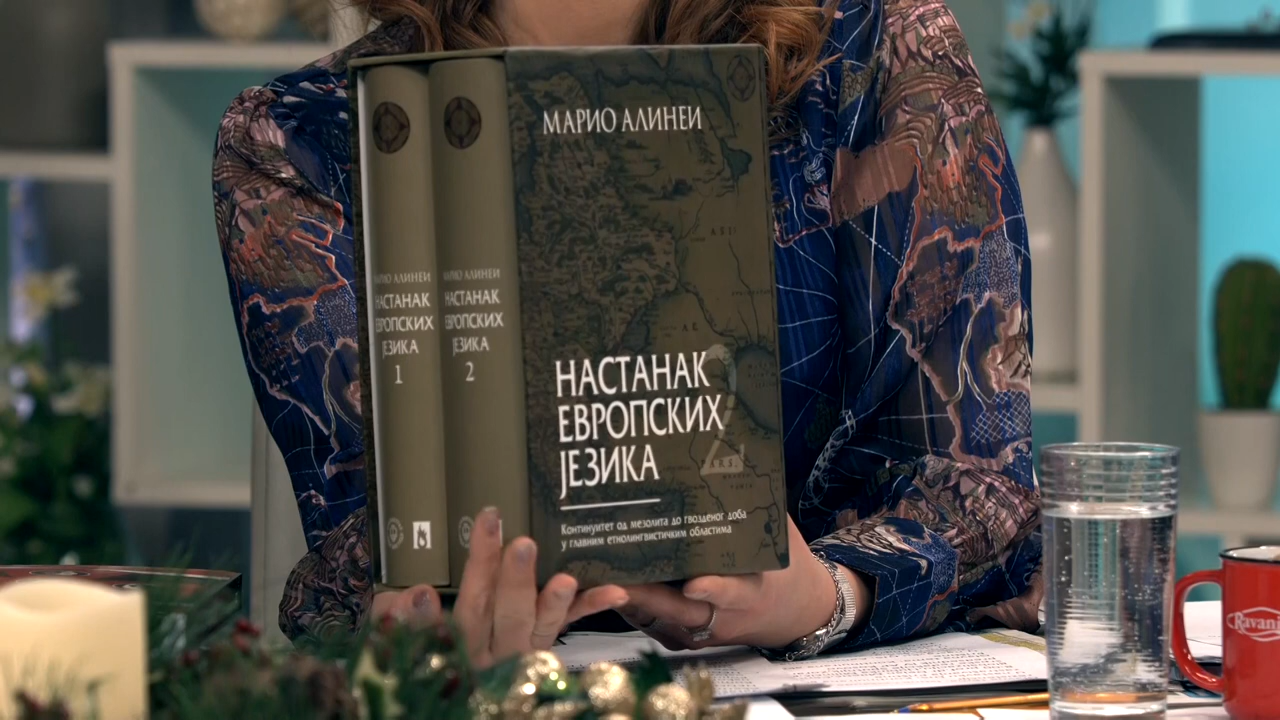 МАРИО АЛИНЕИ
НАСТАНАК
ЕВРОПСКИХ
ЈЕЗИКА
1
МАРИО АЛИНЕИ
НАСТАНАК
ЕВРОПСКИХ
ЈЕЗИКА
2
МАРИО АЛИНЕИ
2
НАСТАНАК
ЕВРОПСКИХ
ЈЕЗИКА
Континуитет од мезолита до гвозденог доба
у главним етнолингвистичким областима
Ravani